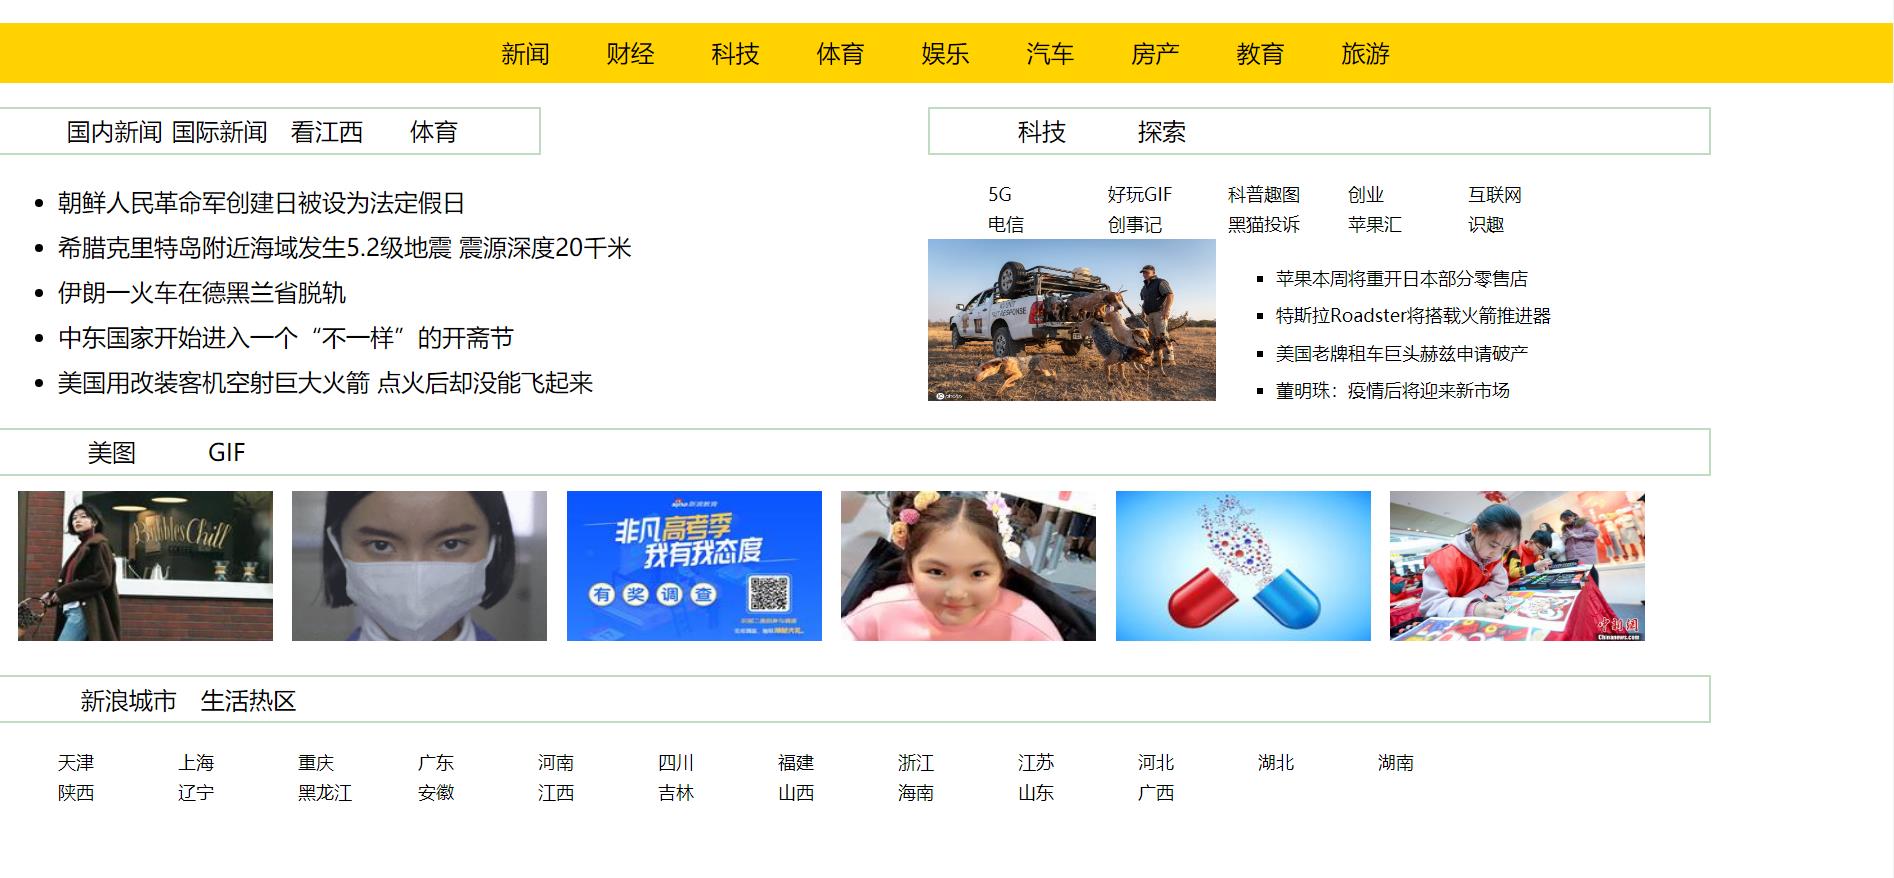 新闻 财经 科技 体育 娱乐 汽车 房产 教育 旅游
国内新闻 国际新闻 看江西 体育
朝鲜人民革命军创建日被设为法定假日
希腊克里特岛附近海域发生5.2级地震 震源深度20千米
伊朗一火车在德黑兰省脱轨
中东国家开始进入一个“不一样”的开斋节
美国用改装客机空射巨大火箭 点火后却没能飞起来
科技 探索
5G 好玩GIF 科普趣图 创业 互联网
电信 创事记 黑猫投诉 苹果汇 识趣
RESPONSE
苹果本周将重开日本部分零售店
特斯拉Roadster将搭载火箭推进器
美国老牌租车巨头赫兹申请破产
董明珠：疫情后将迎来新市场
美图 GIF
Bubbles Chill
sina 新浪教育
非凡高考季
我有我态度
有奖调查
中新网
Chinanews.com
新浪城市 生活热区
天津 上海 重庆 广东 河南 四川 福建 浙江 江苏 河北 湖北 湖南
陕西 辽宁 黑龙江 安徽 江西 吉林 山西 海南 山东 广西